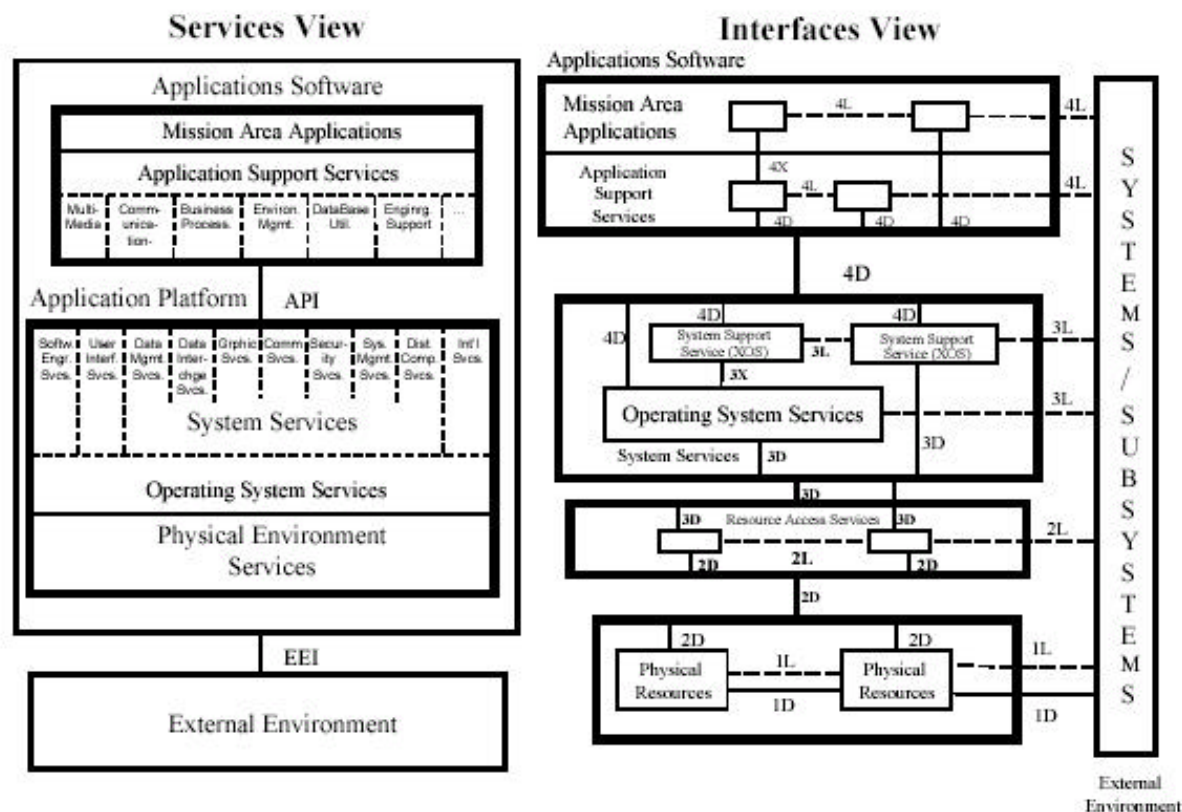 Services View
Applications Software
Mission Area Applications
Application Support Services
Multi-
Media
Comm-
unica-
tion-
Business
Process.
Environ.
Mgmt.
DataBase
Util.
Enginrg.
Support
...
Application Platform
API
Softw.
Engr.
Svcs.
User
Interf.
Svcs.
Data
Mgmt.
Svcs.
Data
Inter-
chge
Svcs.
Grphic
Svcs.
Comm
Svcs.
Secur-
ity
Svcs.
Sys.
Mgmt.
Svcs.
Dist.
Comp.
Svcs.
Int'l
Svcs.
System Services
Operating System Services
Physical Environment
Services
EEI
External Environment
Interfaces View
Applications Software
Mission Area
Applications
4L
4L
4X
Application
Support
Services
4L
4L
4D
4D
4D
4D
4D
4D
4D
System Support
Service (XOS)
3L
System Support
Service (XOS)
3L
3X
Operating System Services
3L
3D
System Services
3D
3D
3D
Resource Access Services
3D
2L
2L
2D
2D
2D
2D
2D
Physical
Resources
1L
1D
Physical
Resources
1L
1D
SYSTEMS/SUBSYSTEMS
External
Environment